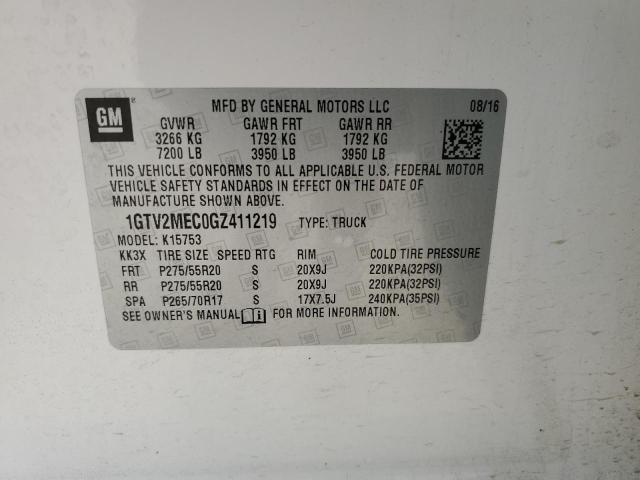 GM
MFD BY GENERAL MOTORS LLC 08/16
GVWR GAWR FRT GAWR RR
3266 KG 1792 KG 1792 KG
7200 LB 3950 LB 3950 LB
THIS VEHICLE CONFORMS TO ALL APPLICABLE U.S. FEDERAL MOTOR
VEHICLE SAFETY STANDARDS IN EFFECT ON THE DATE OF
MANUFACTURE SHOWN ABOVE.
1GTV2MEC0GZ411219 TYPE: TRUCK
MODEL: K15753
KK3X TIRE SIZE SPEED RTG RIM COLD TIRE PRESSURE
FRT P275/55R20 S 20X9J 220KPA(32PSI)
RR P275/55R20 S 20X9J 220KPA(32PSI)
SPA P265/70R17 S 17X7.5J 240KPA(35PSI)
SEE OWNER'S MANUAL FOR MORE INFORMATION.